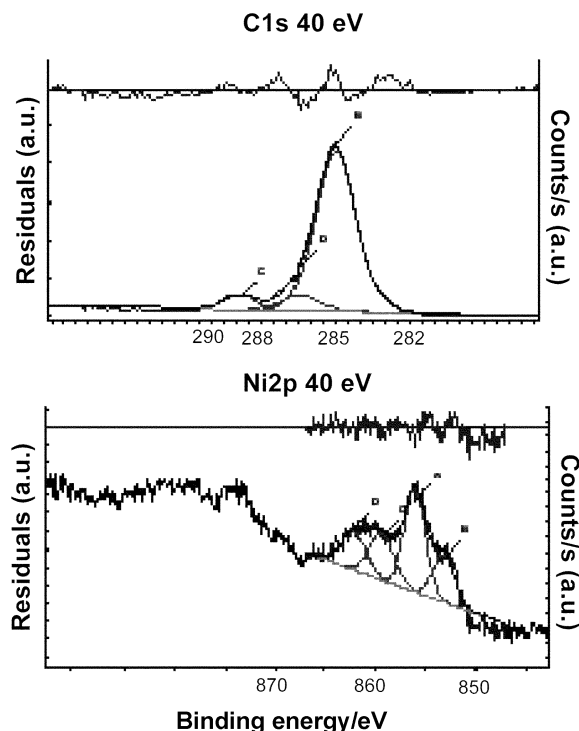 C1s 40 eV
Residuals (a.u.)
Counts/s (a.u.)
B
C
290 288 285 282
Ni2p 40 eV
Residuals (a.u.)
Counts/s (a.u.)
A
B
870 860 850
Binding energy/eV